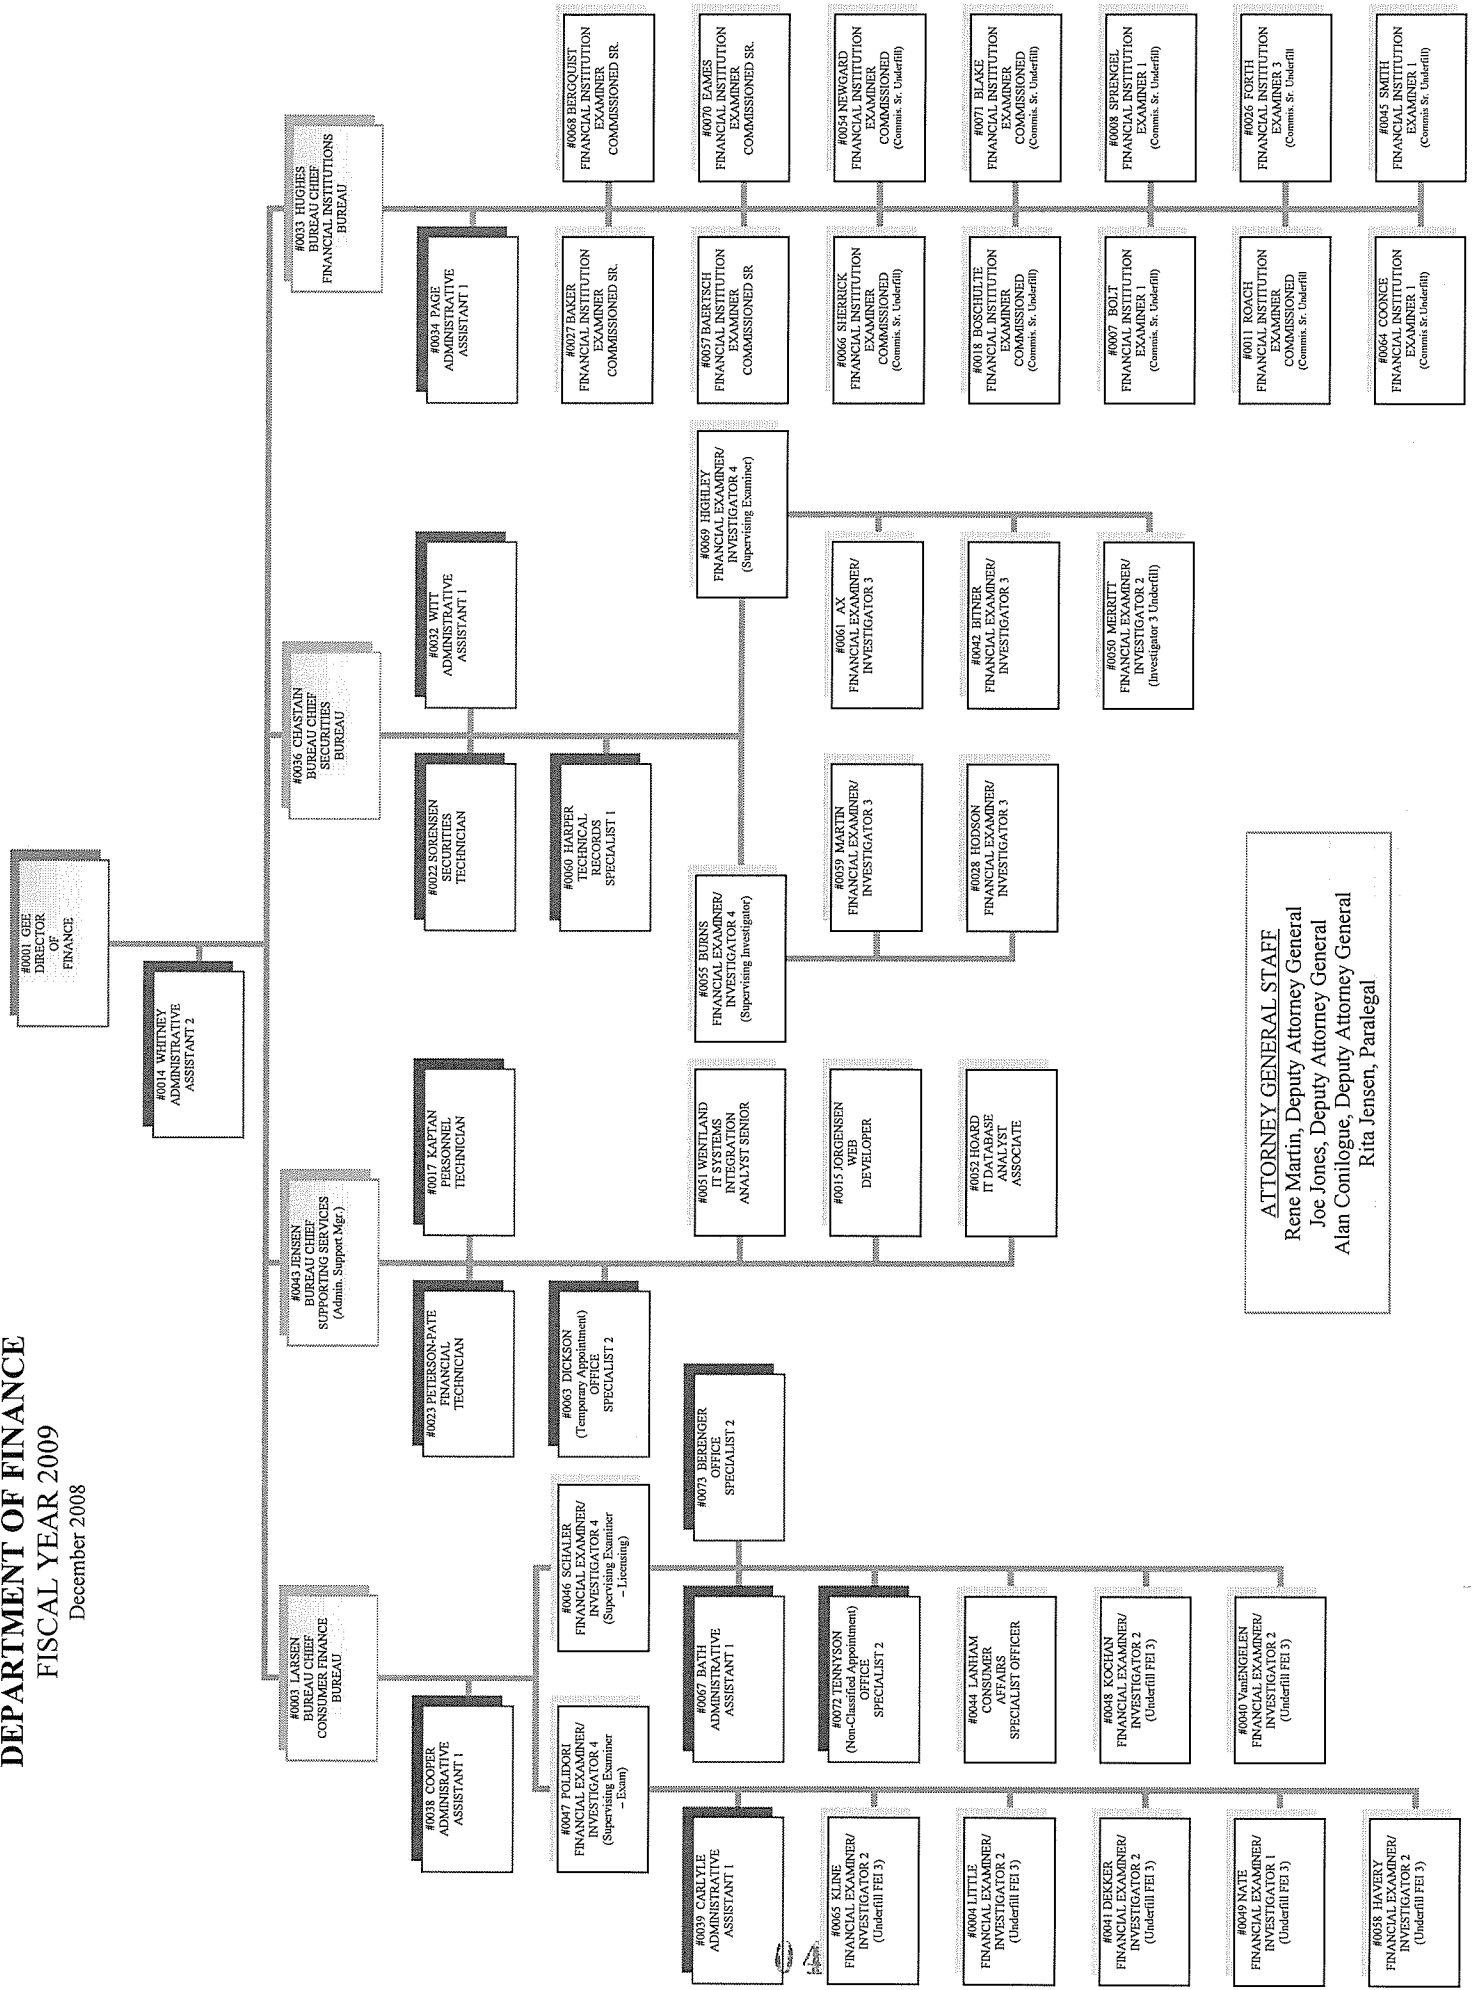 DEPARTMENT OF FINANCE
FISCAL YEAR 2009
December 2008
#0001 GEE
DIRECTOR
OF
FINANCE
#0014 WHITNEY
ADMINISTRATIVE
ASSISTANT 2
#0003 LARSEN
BUREAU CHIEF
CONSUMER FINANCE
BUREAU
#0038 COOPER
ADMINISRATIVE
ASSISTANT 1
#0047 POLIDORI
FINANCIAL EXAMINER/
INVESTIGATOR 4
(Supervising Examiner
– Exam)
#0039 CARLYLE
ADMINISTRATIVE
ASSISTANT 1
#0065 KLINE
FINANCIAL EXAMINER/
INVESTIGATOR 2
(Underfill FEI 3)
#0004 LITTLE
FINANCIAL EXAMINER/
INVESTIGATOR 2
(Underfill FEI 3)
#0041 DEKKER
FINANCIAL EXAMINER/
INVESTIGATOR 2
(Underfill FEI 3)
#0049 NATE
FINANCIAL EXAMINER/
INVESTIGATOR 1
(Underfill FEI 3)
#0058 HAVERY
FINANCIAL EXAMINER/
INVESTIGATOR 2
(Underfill FEI 3)
#0046 SCHALER
FINANCIAL EXAMINER/
INVESTIGATOR 4
(Supervising Examiner
– Licensing)
#0067 BATH
ADMINISTRATIVE
ASSISTANT 1
#0073 BERENGER
OFFICE
SPECIALIST 2
#0072 TENNYSON
(Non-Classified Appointment)
OFFICE
SPECIALIST 2
#0044 LANHAM
CONSUMER
AFFAIRS
SPECIALIST OFFICER
#0048 KOCHAN
FINANCIAL EXAMINER/
INVESTIGATOR 2
(Underfill FEI 3)
#0040 VanENGELEN
FINANCIAL EXAMINER/
INVESTIGATOR 2
(Underfill FEI 3)
#0043 JENSEN
BUREAU CHIEF
SUPPORTING SERVICES
(Admin. Support Mgr.)
#0023 PETERSON-PATE
FINANCIAL
TECHNICIAN
#0017 KAPTAN
PERSONNEL
TECHNICIAN
#0063 DICKSON
(Temporary Appointment)
OFFICE
SPECIALIST 2
#0051 WENTLAND
IT SYSTEMS
INTEGRATION
ANALYST SENIOR
#0015 JORGENSEN
WEB
DEVELOPER
#0052 HOARD
IT DATABASE
ANALYST
ASSOCIATE
#0036 CHASTAIN
BUREAU CHIEF
SECURITIES
BUREAU
#0022 SORENSEN
SECURITIES
TECHNICIAN
#0032 WITT
ADMINISTRATIVE
ASSISTANT 1
#0060 HARPER
TECHNICAL
RECORDS
SPECIALIST 1
#0055 BURNS
FINANCIAL EXAMINER/
INVESTIGATOR 4
(Supervising Investigator)
#0059 MARTIN
FINANCIAL EXAMINER/
INVESTIGATOR 3
#0028 HODSON
FINANCIAL EXAMINER/
INVESTIGATOR 3
#0069 HIGHLEY
FINANCIAL EXAMINER/
INVESTIGATOR 4
(Supervising Examiner)
#0061 AX
FINANCIAL EXAMINER/
INVESTIGATOR 3
#0042 BITNER
FINANCIAL EXAMINER/
INVESTIGATOR 3
#0050 MERRITT
FINANCIAL EXAMINER/
INVESTIGATOR 2
(Investigator 3 Underfill)
#0033 HUGHES
BUREAU CHIEF
FINANCIAL INSTITUTIONS
BUREAU
#0034 PAGE
ADMINISTRATIVE
ASSISTANT 1
#0027 BAKER
FINANCIAL INSTITUTION
EXAMINER
COMMISSIONED SR.
#0068 BERGQUIST
FINANCIAL INSTITUTION
EXAMINER
COMMISSIONED SR.
#0057 BAERTSCH
FINANCIAL INSTITUTION
EXAMINER
COMMISSIONED SR
#0070 EAMES
FINANCIAL INSTITUTION
EXAMINER
COMMISSIONED SR.
#0066 SHERRICK
FINANCIAL INSTITUTION
EXAMINER
COMMISSIONED
(Commis. Sr. Underfill)
#0054 NEWGARD
FINANCIAL INSTITUTION
EXAMINER
COMMISSIONED
(Commis. Sr. Underfill)
#0018 BOSCHULTE
FINANCIAL INSTITUTION
EXAMINER
COMMISSIONED
(Commis. Sr. Underfill)
#0071 BLAKE
FINANCIAL INSTITUTION
EXAMINER
COMMISSIONED
(Commis. Sr. Underfill)
#0007 BOLT
FINANCIAL INSTITUTION
EXAMINER 1
(Commis. Sr. Underfill)
#0008 SPRENGEL
FINANCIAL INSTITUTION
EXAMINER 1
(Commis. Sr. Underfill)
#0011 ROACH
FINANCIAL INSTITUTION
EXAMINER
COMMISSIONED
(Commis. Sr. Underfill
#0026 FORTH
FINANCIAL INSTITUTION
EXAMINER 3
(Commis. Sr. Underfill
#0064 COONCE
FINANCIAL INSTITUTION
EXAMINER 1
(Commis Sr.Underfill)
#0045 SMITH
FINANCIAL INSTITUTION
EXAMINER 1
(Commis. Sr. Underfill)
ATTORNEY GENERAL STAFF
Rene Martin, Deputy Attorney General
Joe Jones, Deputy Attorney General
Alan Conilogue, Deputy Attorney General
Rita Jensen, Paralegal